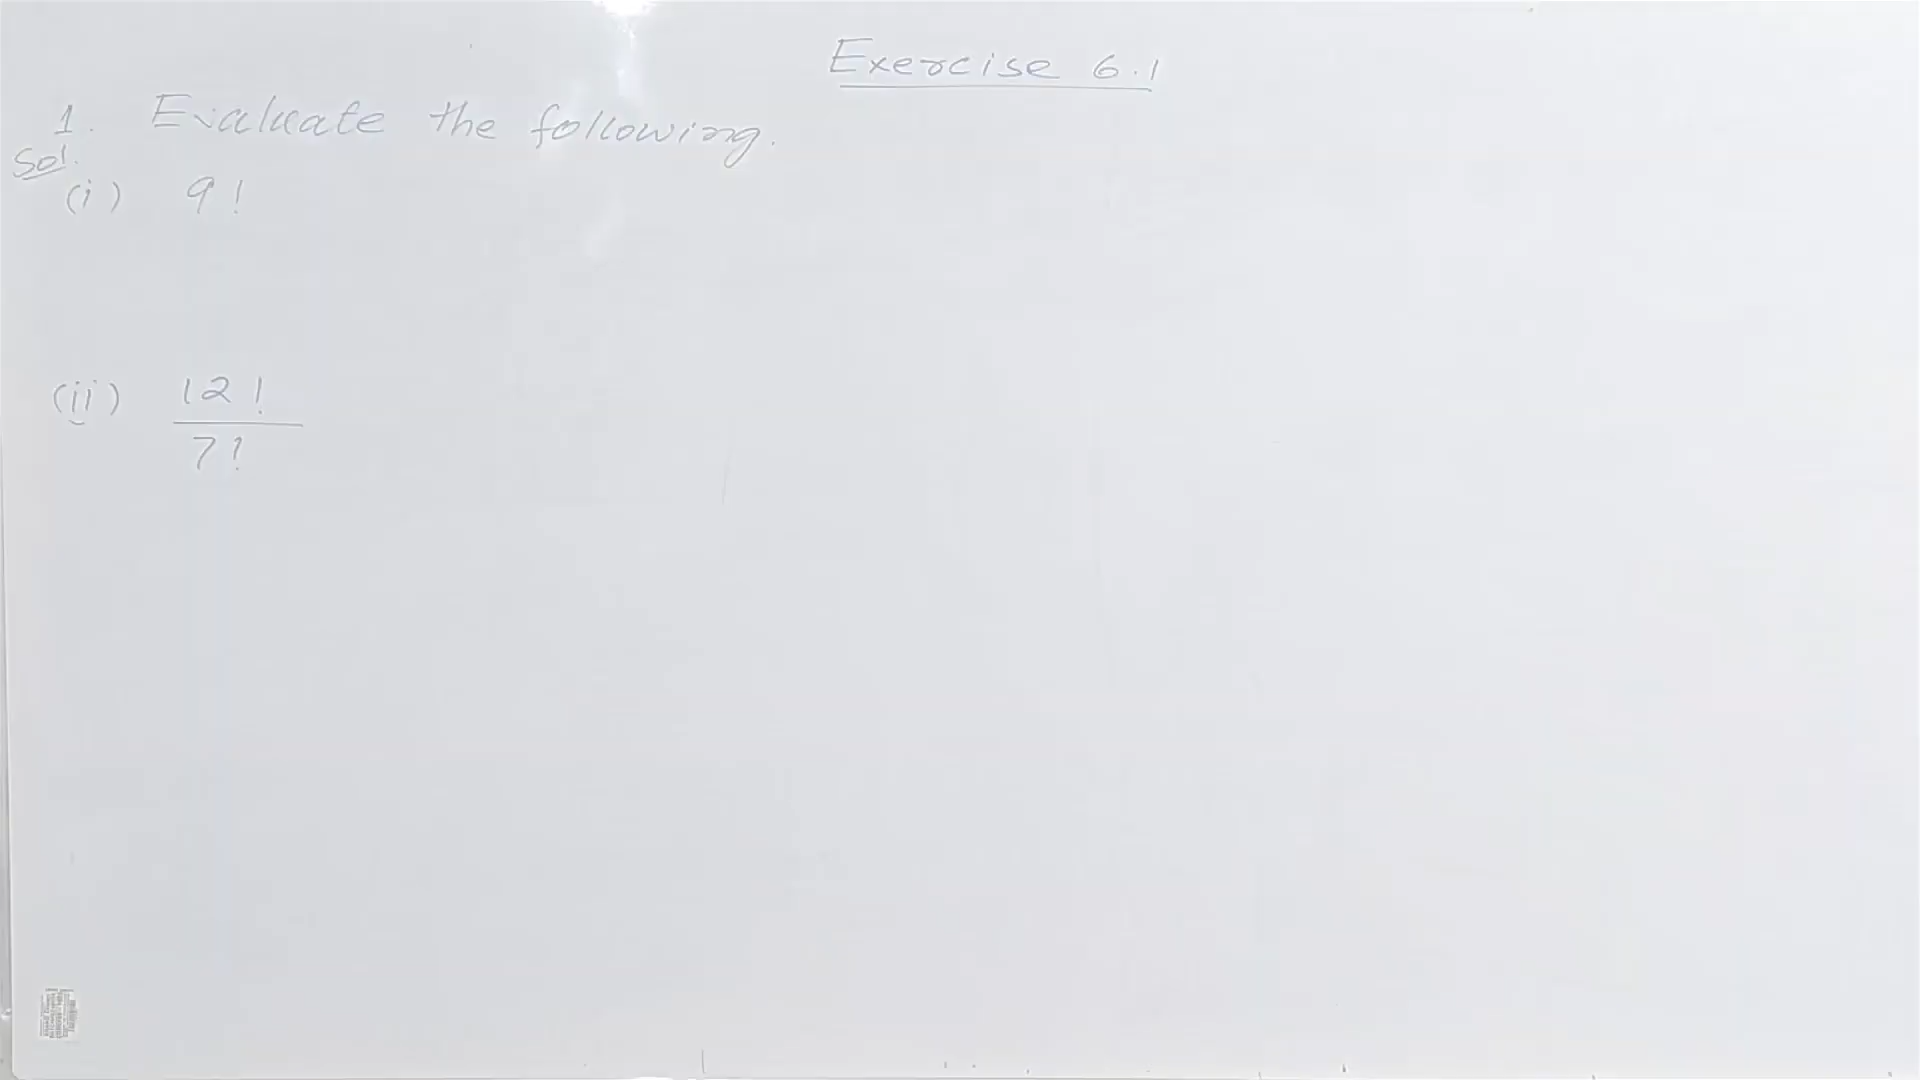 Exercise 6.1
1. Evaluate the following.
Sol.
(i) 9!
(ii) 12!
7!